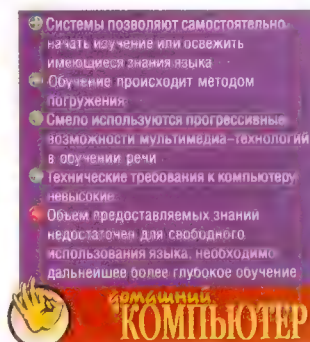 Системы позволяют самостоятельно
начать изучение или освежить
имеющиеся знания языка
Обучение происходит методом
погружения
Смело используются прогрессивные
возможности мультимедиа-технологий
в обучении речи
Технические требования к компьютеру
невысокие
Объем предоставляемых знаний
недостаточен для свободного
использования языка, необходимо
дальнейшее более глубокое обучение
домашний
КОМПЬЮТЕР